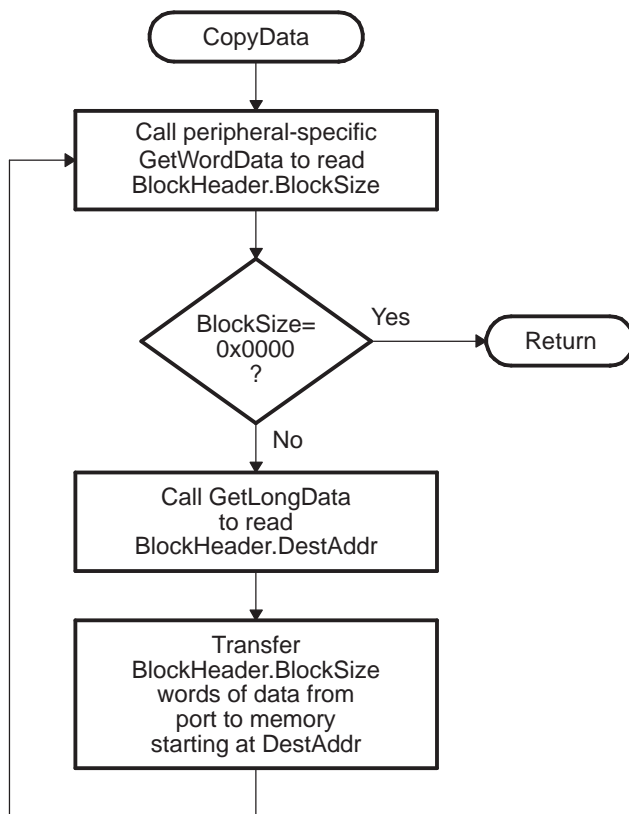 CopyData
Call peripheral-specific
GetWordData to read
BlockHeader.BlockSize
BlockSize=
0x0000
?
Yes
Return
No
Call GetLongData
to read
BlockHeader.DestAddr
Transfer
BlockHeader.BlockSize
words of data from
port to memory
starting at DestAddr